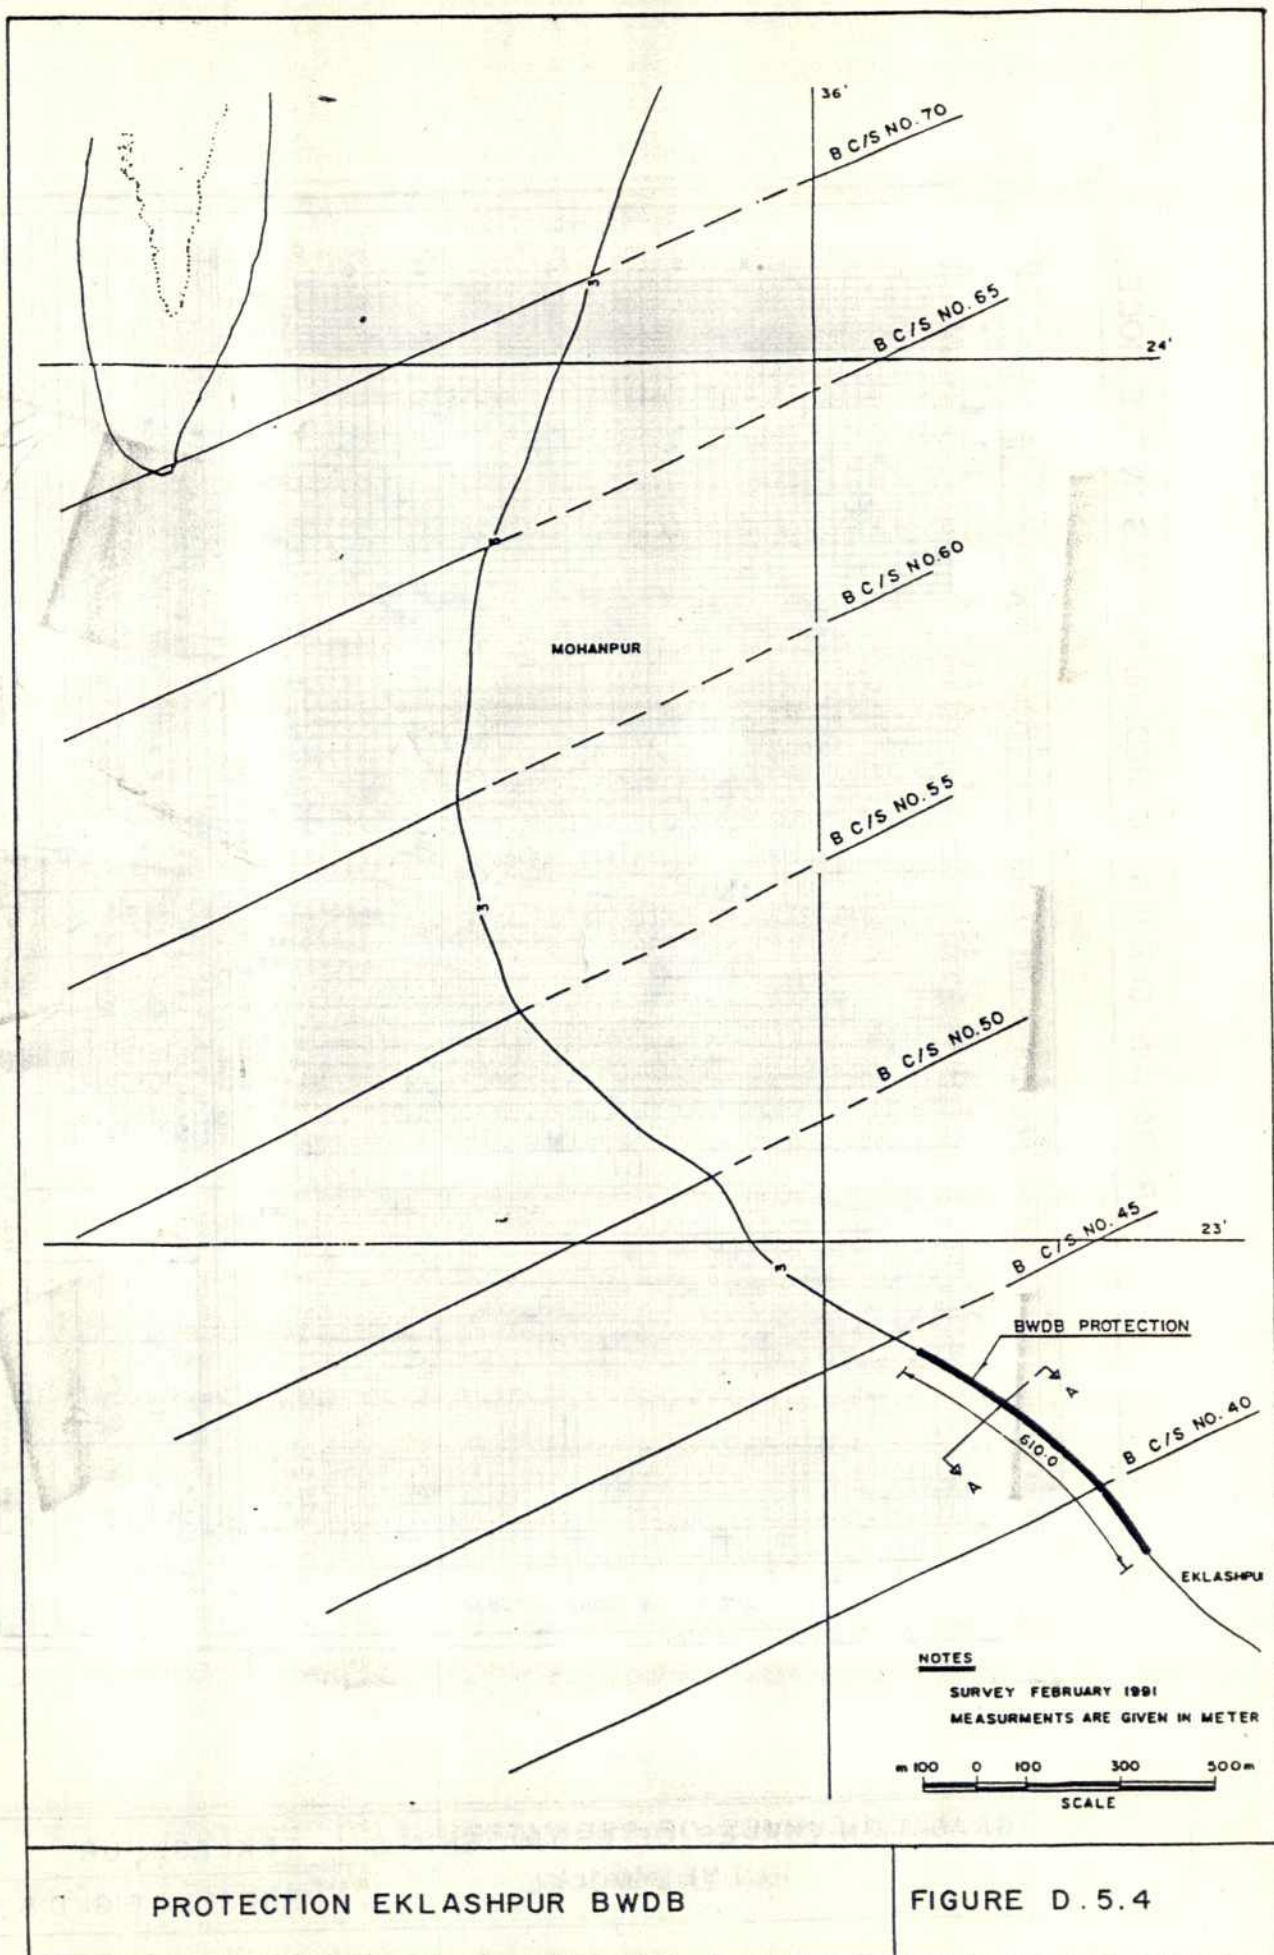 36'
B C/S NO. 70
B C/S NO. 65
24'
3
3
B C/S NO.60
MOHANPUR
B C/S NO. 55
3
B C/S NO.50
B C/S NO. 45
23'
3
BWDB PROTECTION
A
610.0
B C/S NO. 40
A
EKLASHPU
NOTES
SURVEY FEBRUARY 1991
MEASURMENTS ARE GIVEN IN METER
m 100 0 100 300 500m
SCALE
PROTECTION EKLASHPUR BWDB
FIGURE D.5.4